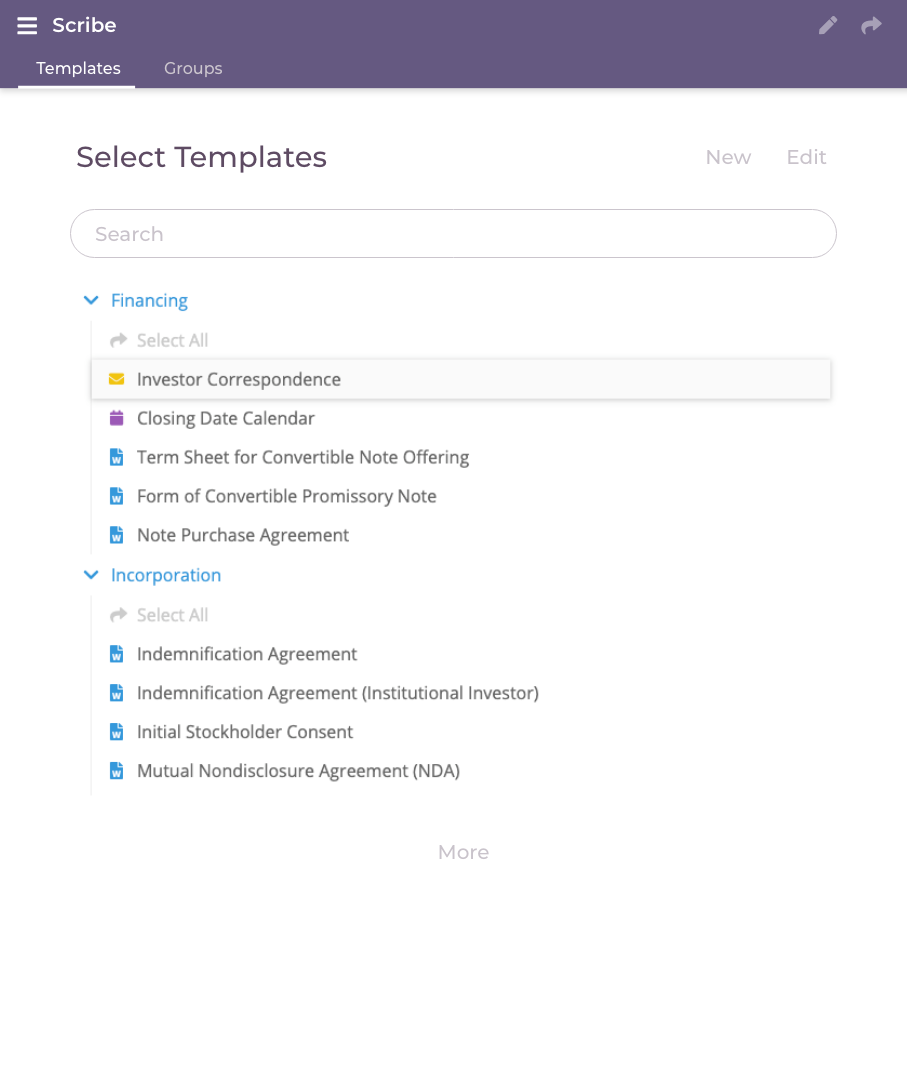 Scribe
Templates Groups
Select Templates New Edit
Search
Financing
Select All
Investor Correspondence
Closing Date Calendar
Term Sheet for Convertible Note Offering
Form of Convertible Promissory Note
Note Purchase Agreement
Incorporation
Select All
Indemnification Agreement
Indemnification Agreement (Institutional Investor)
Initial Stockholder Consent
Mutual Nondisclosure Agreement (NDA)
More